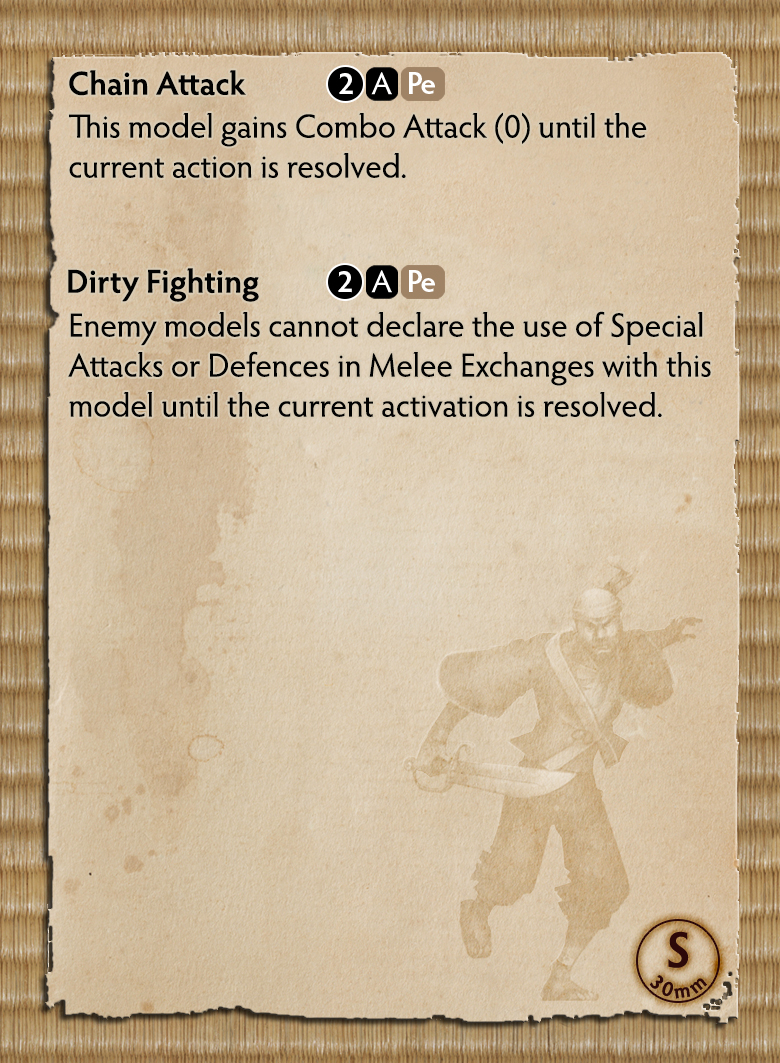 Chain Attack 2 A Pe
This model gains Combo Attack (0) until the
current action is resolved.
Dirty Fighting 2 A Pe
Enemy models cannot declare the use of Special
Attacks or Defences in Melee Exchanges with this
model until the current activation is resolved.
S
30mm